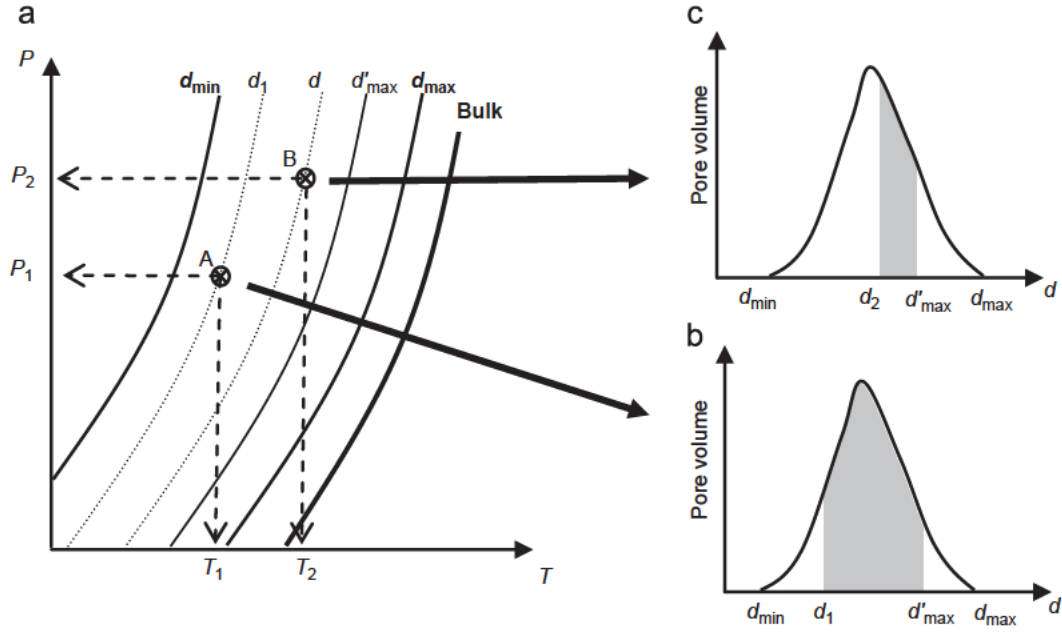 a
P
d_min d_1 d d'_max d_max
Bulk
B
P_2
A
P_1
T_1 T_2 T
c
Pore volume
d_min d_2 d'_max d_max d
b
Pore volume
d_min d_1 d'_max d_max d